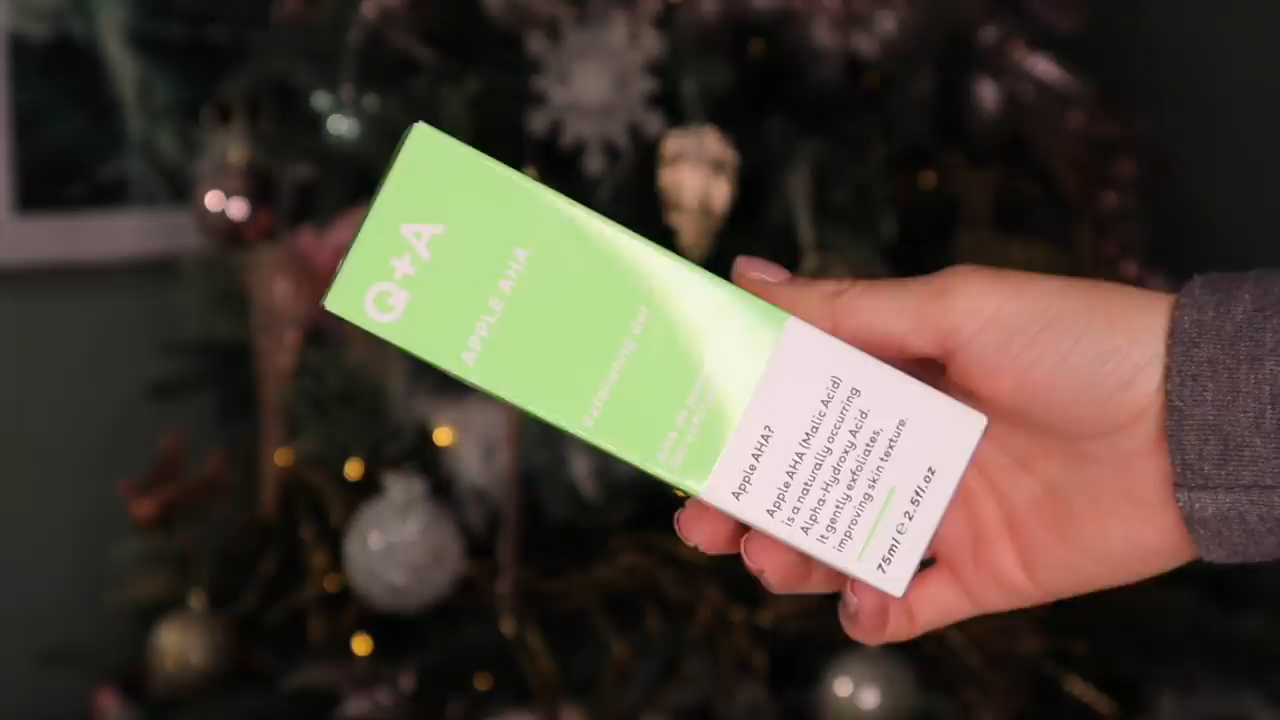 Q+A
APPLE AHA
Exfoliating Gel
Apple AHA?
Apple AHA (Malic Acid)
is a naturally occurring
Alpha-Hydroxy Acid.
It gently exfoliates,
improving skin texture.
75ml e 2.5fl.oz